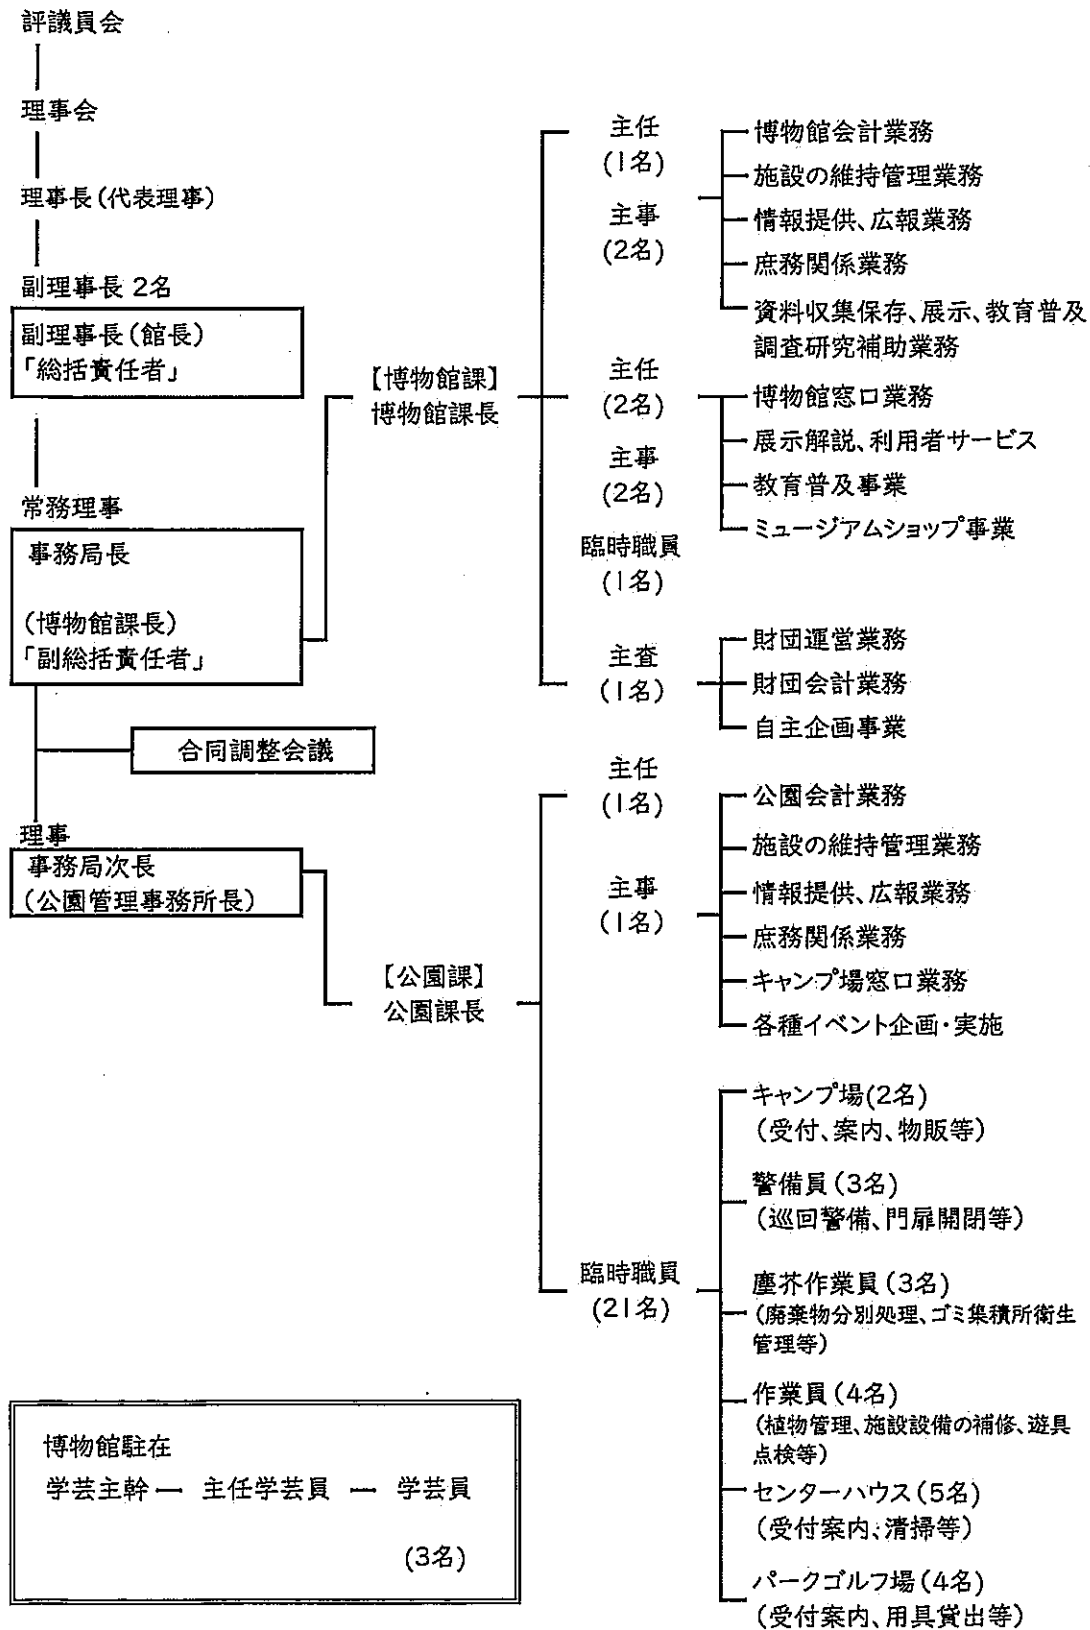 評議員会
理事会
理事長(代表理事)
副理事長 2名
副理事長(館長)
「総括責任者」
常務理事
事務局長
(博物館課長)
「副総括責任者」
合同調整会議
理事
事務局次長
(公園管理事務所長)
【博物館課】
博物館課長
主任
(1名)
主事
(2名)
博物館会計業務
施設の維持管理業務
情報提供、広報業務
庶務関係業務
資料収集保存、展示、教育普及
調査研究補助業務
主任
(2名)
主事
(2名)
臨時職員
(1名)
博物館窓口業務
展示解説、利用者サービス
教育普及事業
ミュージアムショップ事業
主査
(1名)
財団運営業務
財団会計業務
自主企画事業
【公園課】
公園課長
主任
(1名)
主事
(1名)
公園会計業務
施設の維持管理業務
情報提供、広報業務
庶務関係業務
キャンプ場窓口業務
各種イベント企画・実施
臨時職員
(21名)
キャンプ場(2名)
(受付、案内、物販等)
警備員(3名)
(巡回警備、門扉開閉等)
塵芥作業員(3名)
(廃棄物分別処理、ゴミ集積所衛生
管理等)
作業員(4名)
(植物管理、施設設備の補修、遊具
点検等)
センターハウス(5名)
(受付案内、清掃等)
パークゴルフ場(4名)
(受付案内、用具貸出等)
博物館駐在
学芸主幹 ― 主任学芸員 ― 学芸員
(3名)